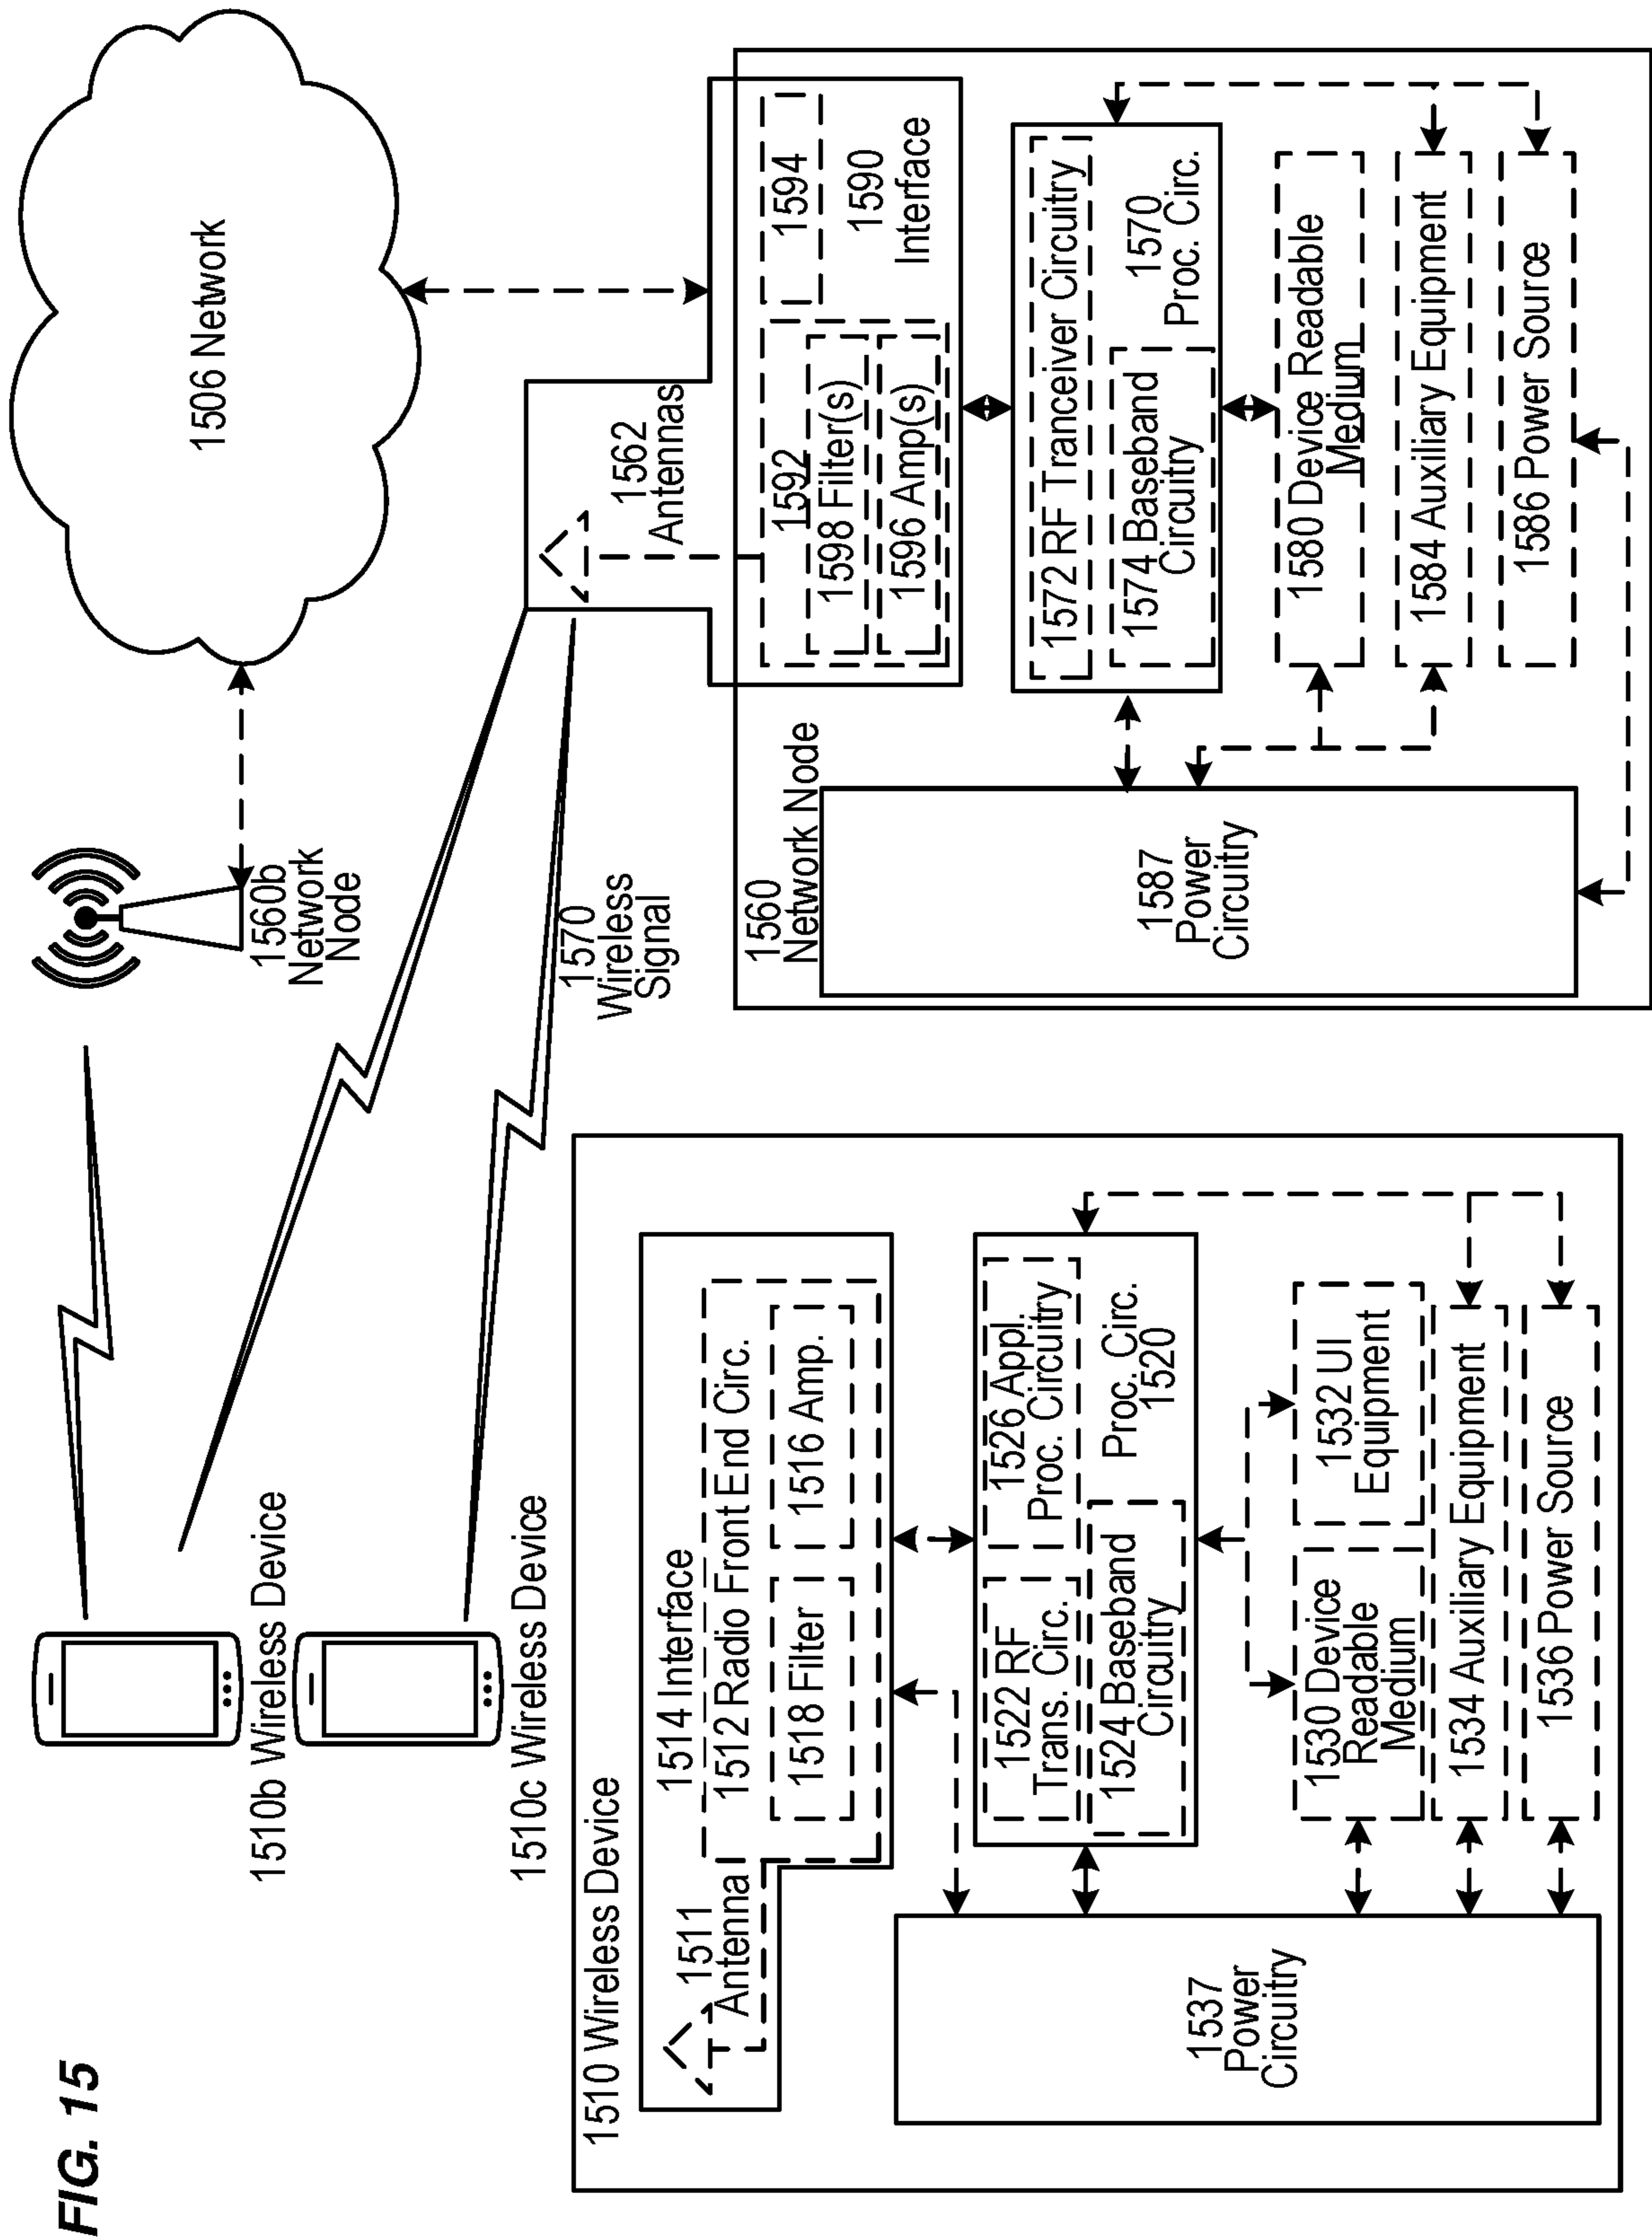 FIG. 15
1506 Network
1560b
Network
Node
1510b Wireless Device
1510c Wireless Device
1570
Wireless
Signal
1562
Antennas
1510 Wireless Device
1511
Antenna
1514 Interface
1512 Radio Front End Circ.
1518 Filter
1516 Amp.
1522 RF
Trans. Circ.
1526 Appl.
Proc. Circuitry
1524 Baseband
Circuitry
Proc. Circ.
1520
1537
Power
Circuitry
1530 Device
Readable
Medium
1532 UI
Equipment
1534 Auxiliary Equipment
1536 Power Source
1560
Network Node
1592
1598 Filter(s)
1596 Amp(s)
1594
1590
Interface
1572 RF Tranceiver Circuitry
1574 Baseband
Circuitry
1570
Proc. Circ.
1587
Power
Circuitry
1580 Device Readable
Medium
1584 Auxiliary Equipment
1586 Power Source